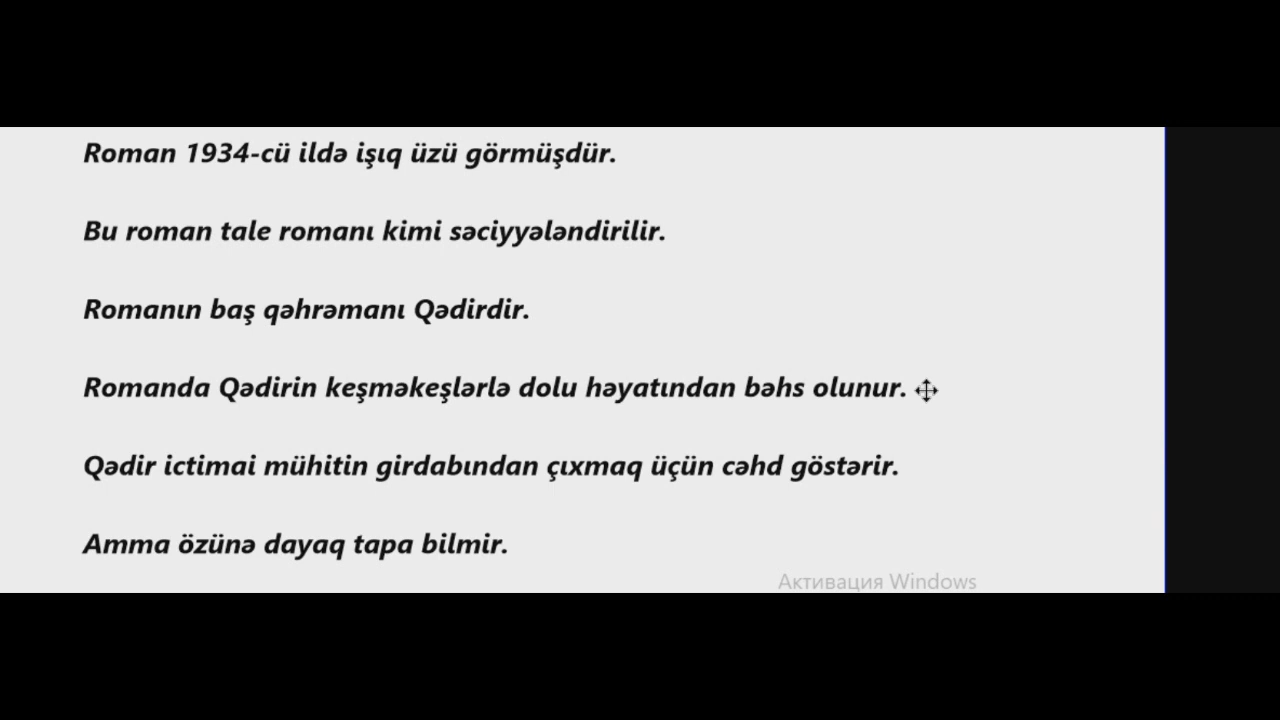 Roman 1934-cü ildə işıq üzü görmüşdür.
Bu roman tale romanı kimi səciyyələndirilir.
Romanın baş qəhrəmanı Qədirdir.
Romanda Qədirin keşməkeşlərlə dolu həyatından bəhs olunur.
Qədir ictimai mühitin girdabından çıxmaq üçün cəhd göstərir.
Amma özünə dayaq tapa bilmir.
Активация Windows